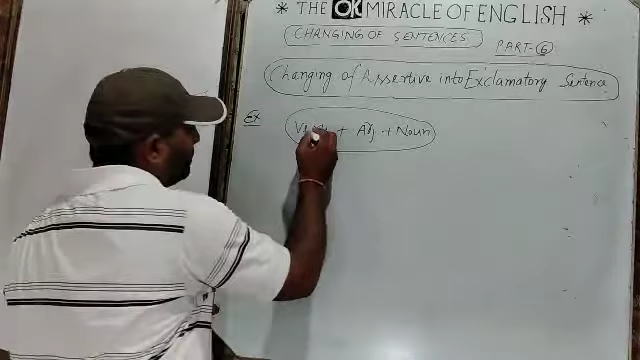 * THE OK MIRACLE OF ENGLISH *
CHANGING OF SENTENCES
PART-6
Changing of Assertive into Exclamatory Sentence
Ex
+ Adj + Noun